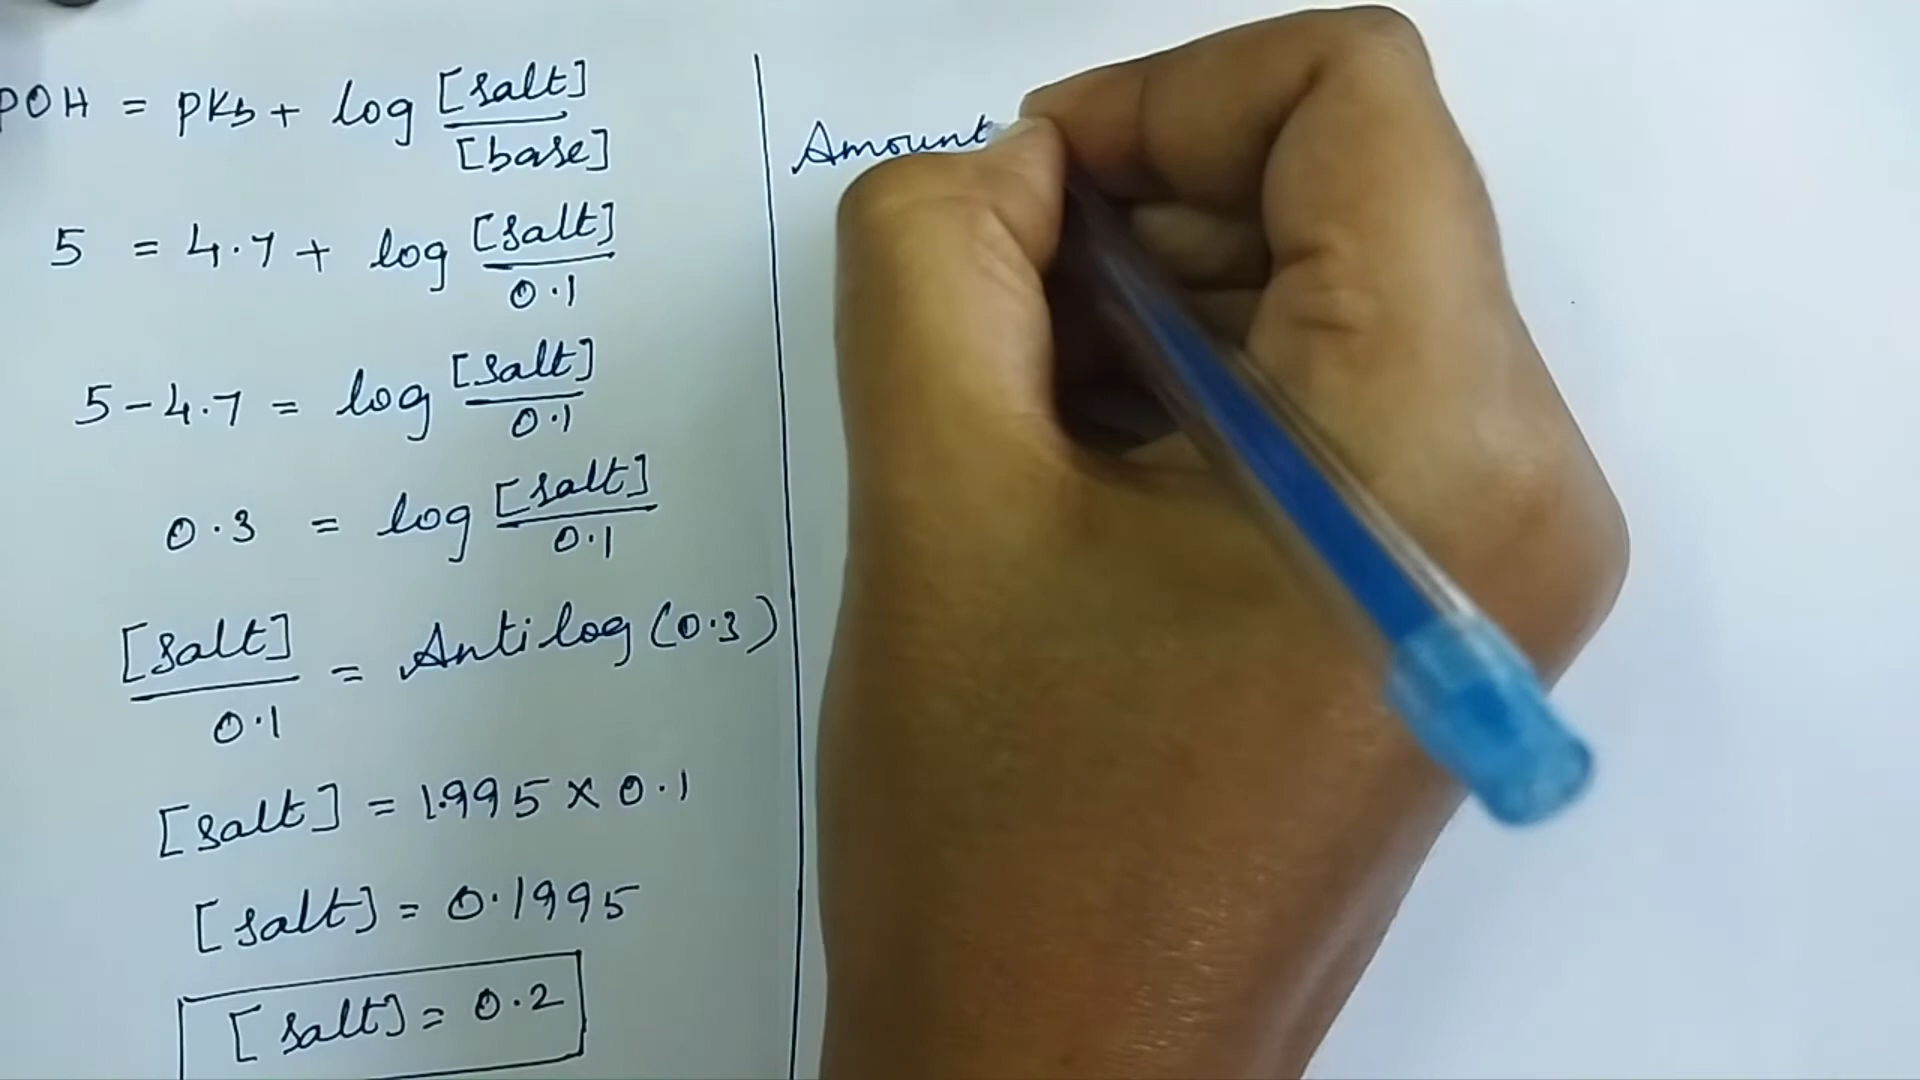 POH = PKb + log [salt]/[base]
5 = 4.7 + log [salt]/0.1
5-4.7 = log [salt]/0.1
0.3 = log [salt]/0.1
[salt]/0.1 = Antilog (0.3)
[salt] = 1.995 × 0.1
[salt] = 0.1995
[salt] = 0.2
Amount